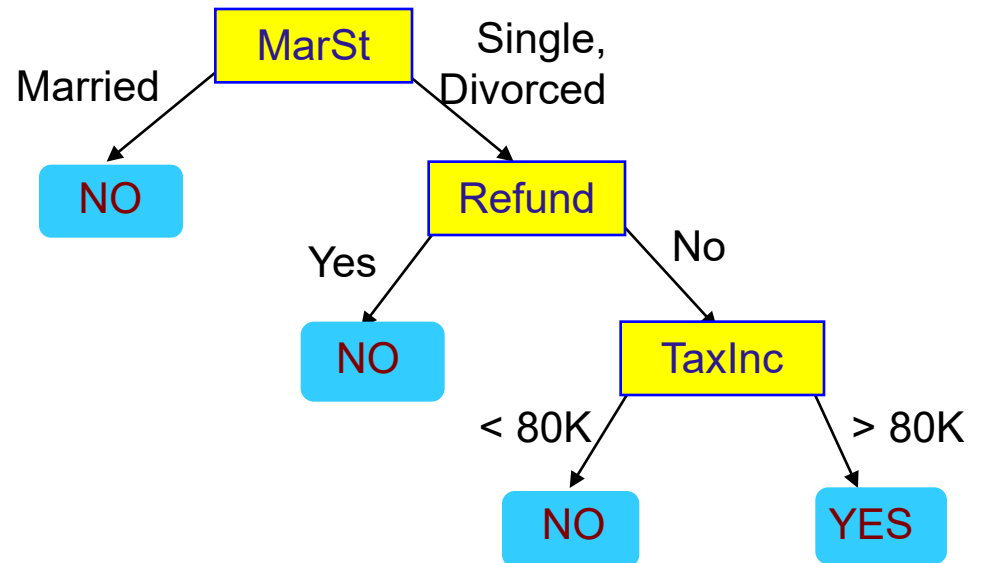 MarSt
Single,
Married
Divorced
NO
Refund
Yes
No
NO
TaxInc
< 80K
> 80K
NO
YES